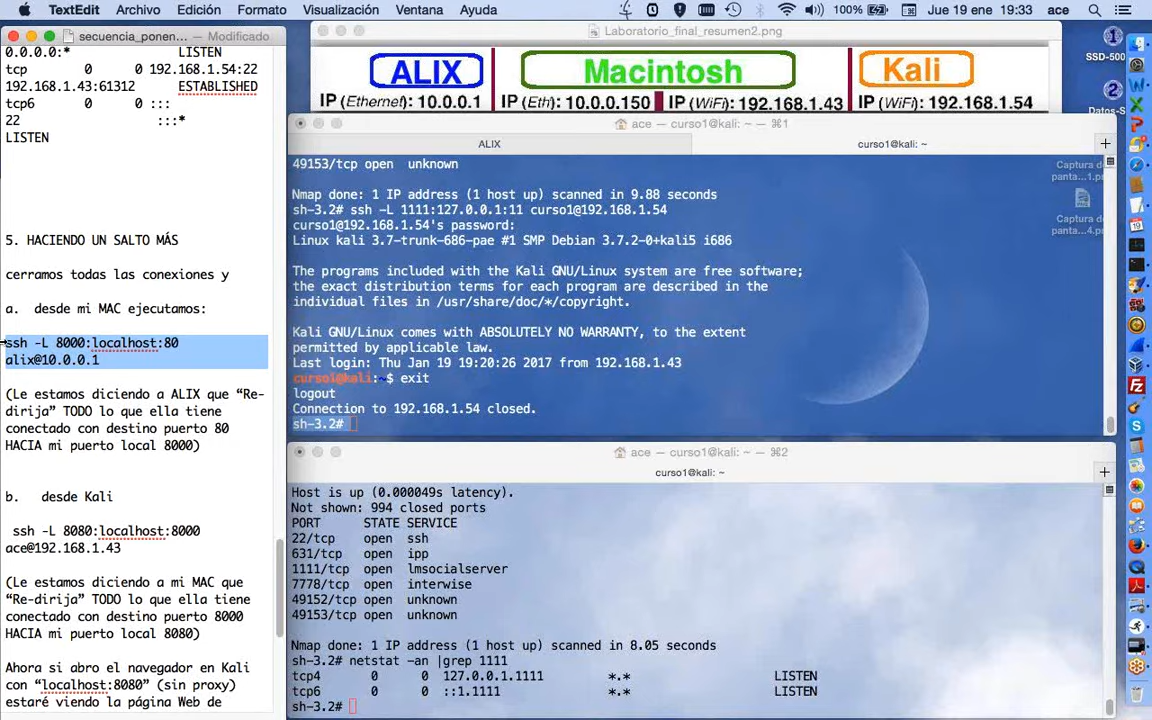 TextEdit Archivo Edición Formato Visualización Ventana Ayuda
100% Jue 19 ene 19:33 ace
secuencia_ponen... — Modificado
0.0.0.0:* LISTEN
tcp 0 0 192.168.1.54:22
192.168.1.43:61312 ESTABLISHED
tcp6 0 0 :::
22 :::*
LISTEN
5. HACIENDO UN SALTO MÁS
cerramos todas las conexiones y
a. desde mi MAC ejecutamos:
ssh -L 8000:localhost:80
alix@10.0.0.1
(Le estamos diciendo a ALIX que “Re-
dirija” TODO lo que ella tiene
conectado con destino puerto 80
HACIA mi puerto local 8000)
b. desde Kali
ssh -L 8080:localhost:8000
ace@192.168.1.43
(Le estamos diciendo a mi MAC que
“Re-dirija” TODO lo que ella tiene
conectado con destino puerto 8000
HACIA mi puerto local 8080)
Ahora si abro el navegador en Kali
con “localhost:8080” (sin proxy)
estaré viendo la página Web de
Laboratorio_final_resumen2.png
ALIX Macintosh Kali
IP (Ethernet): 10.0.0.1 IP (Eth): 10.0.0.150 IP (WiFi): 192.168.1.43 IP (WiFi): 192.168.1.54
ace — curso1@kali: ~ — ⌘1
ALIX curso1@kali: ~
49153/tcp open unknown
Nmap done: 1 IP address (1 host up) scanned in 9.88 seconds
sh-3.2# ssh -L 1111:127.0.0.1:11 curso1@192.168.1.54
curso1@192.168.1.54's password:
Linux kali 3.7-trunk-686-pae #1 SMP Debian 3.7.2-0+kali5 i686
The programs included with the Kali GNU/Linux system are free software;
the exact distribution terms for each program are described in the
individual files in /usr/share/doc/*/copyright.
Kali GNU/Linux comes with ABSOLUTELY NO WARRANTY, to the extent
permitted by applicable law.
Last login: Thu Jan 19 19:20:26 2017 from 192.168.1.43
curso1@kali:~$ exit
logout
Connection to 192.168.1.54 closed.
sh-3.2#
ace — curso1@kali: ~ — ⌘2
curso1@kali: ~
Host is up (0.000049s latency).
Not shown: 994 closed ports
PORT STATE SERVICE
22/tcp open ssh
631/tcp open ipp
1111/tcp open lmsocialserver
7778/tcp open interwise
49152/tcp open unknown
49153/tcp open unknown
Nmap done: 1 IP address (1 host up) scanned in 8.05 seconds
sh-3.2# netstat -an |grep 1111
tcp4 0 0 127.0.0.1.1111 *.* LISTEN
tcp6 0 0 ::1.1111 *.* LISTEN
sh-3.2#
SSD-500
Datos-S
Captura de
panta...1.p
Captura de
panta...4.pr